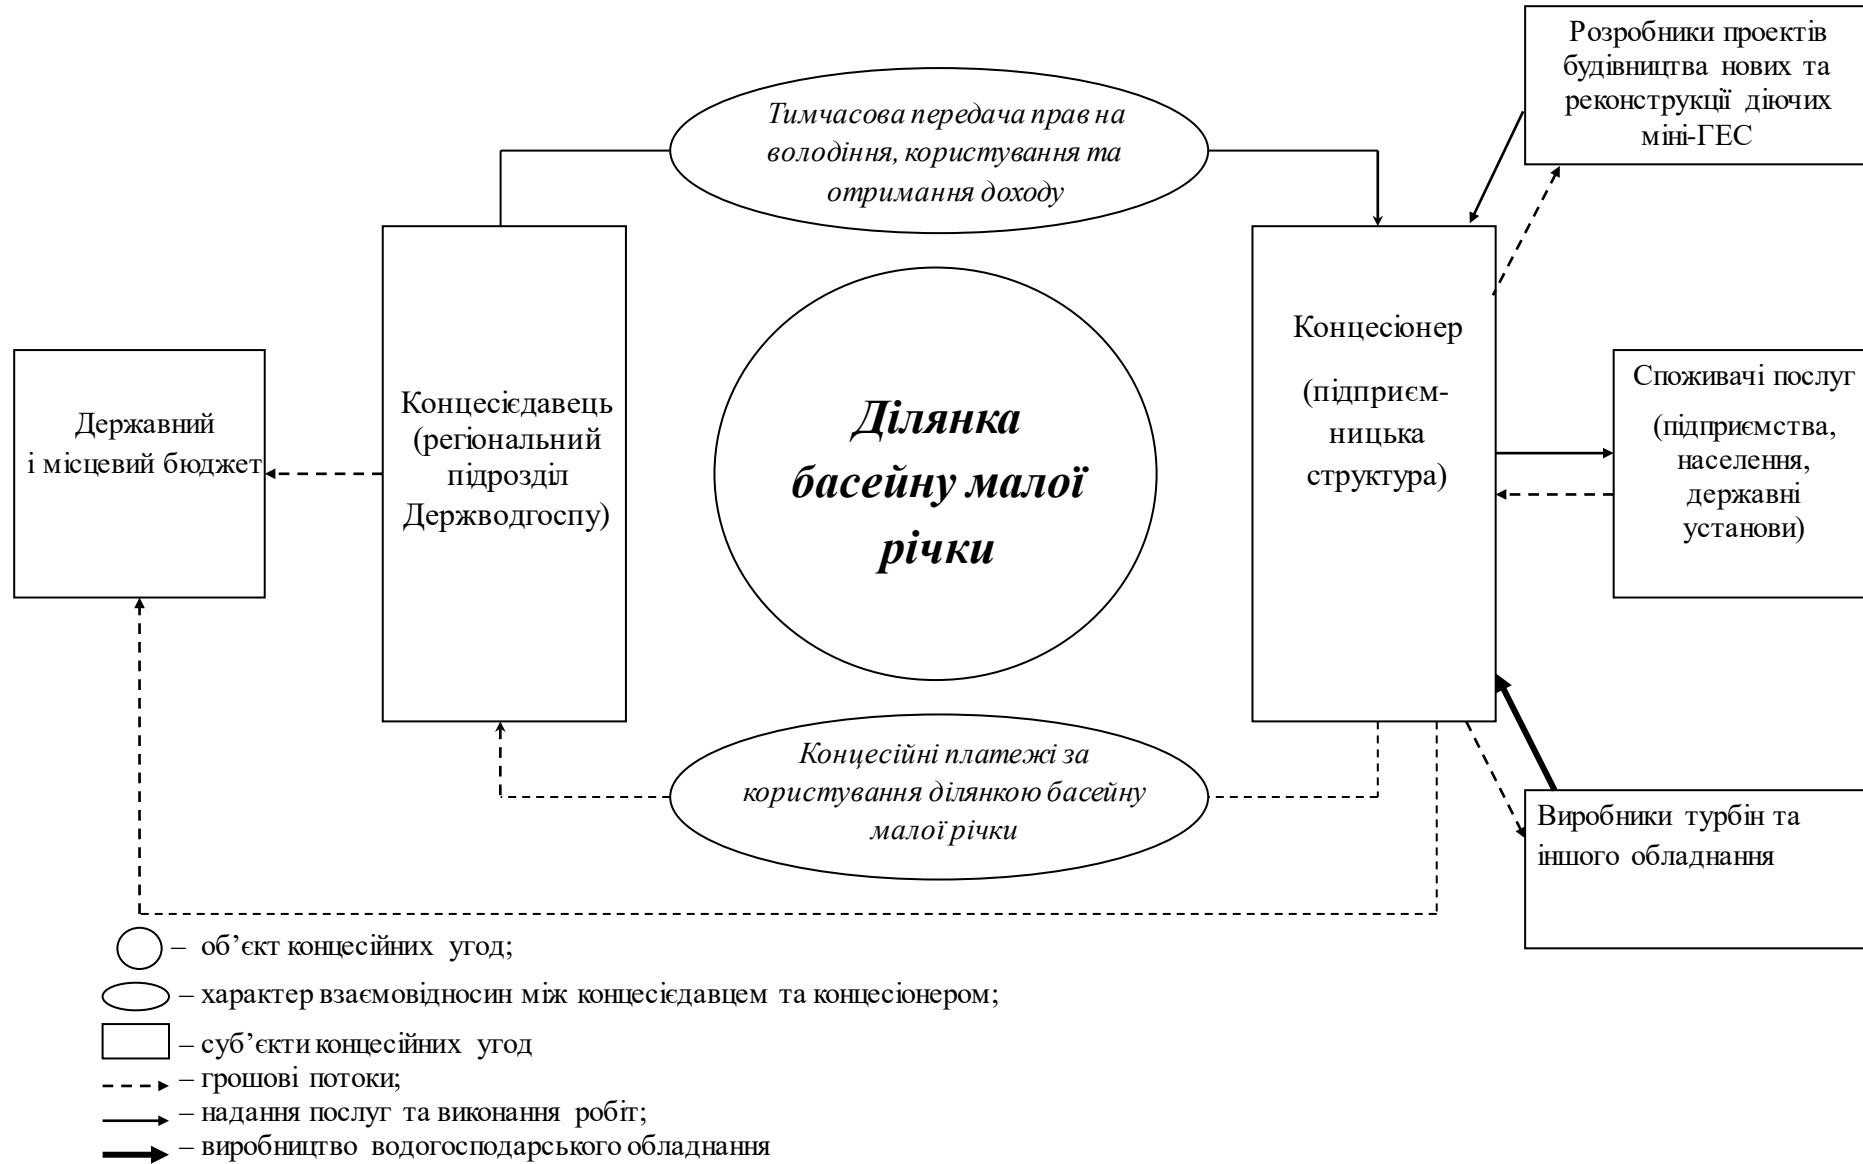 Розробники проектів
будівництва нових та
реконструкції діючих
міні-ГЕС
Тимчасова передача прав на
володіння, користування та
отримання доходу
Державний
і місцевий бюджет
Концесієдавець
(регіональний
підрозділ
Держводгоспу)
Ділянка
басейну малої
річки
Концесіонер
(підприєм-
ницька
структура)
Споживачі послуг
(підприємства,
населення,
державні
установи)
Концесійні платежі за
користування ділянкою басейну
малої річки
Виробники турбін та
іншого обладнання
– об’єкт концесійних угод;
– характер взаємовідносин між концесієдавцем та концесіонером;
– суб’єкти концесійних угод
– грошові потоки;
– надання послуг та виконання робіт;
– виробництво водогосподарського обладнання